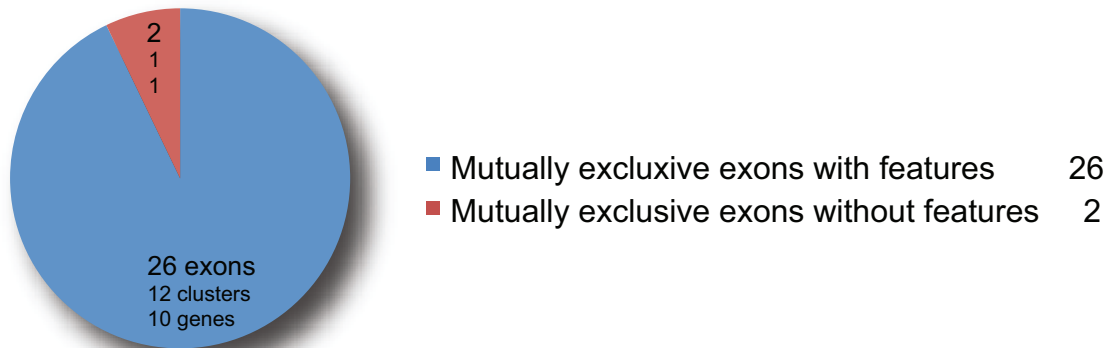 2
1
1
26 exons
12 clusters
10 genes
Mutually excluxive exons with features 26
Mutually exclusive exons without features 2